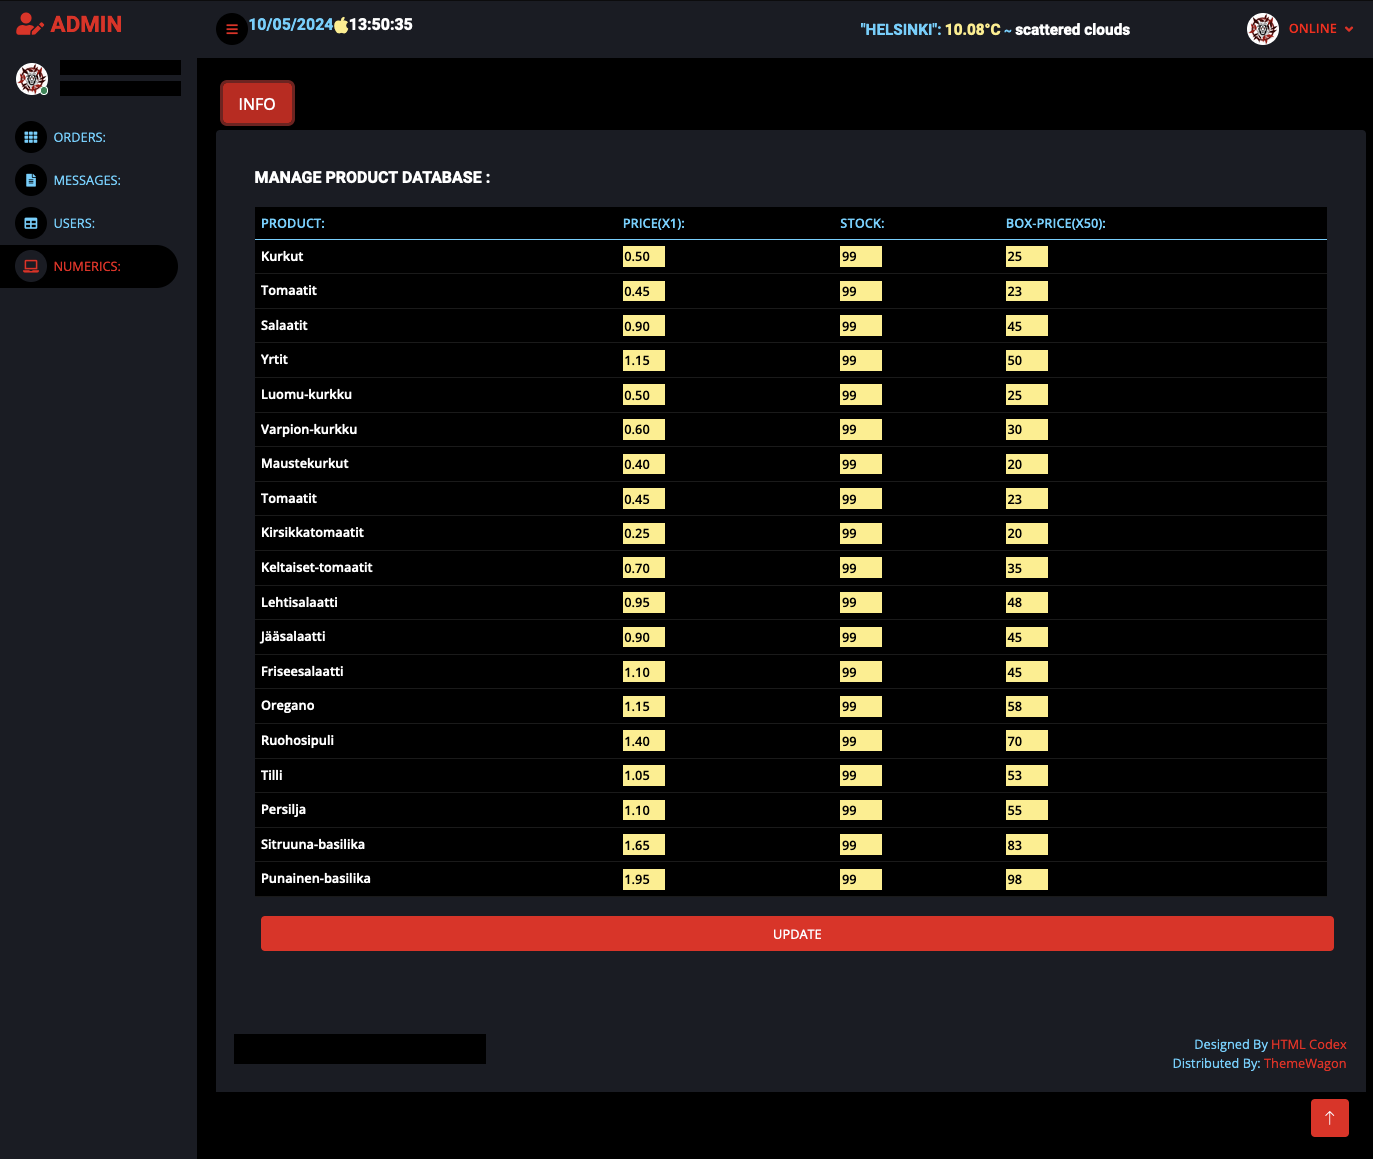 ADMIN
10/05/2024 13:50:35
"HELSINKI": 10.08°C ~ scattered clouds
ONLINE
ORDERS:
MESSAGES:
USERS:
NUMERICS:
INFO
MANAGE PRODUCT DATABASE :
PRODUCT: PRICE(X1): STOCK: BOX-PRICE(X50):
Kurkut 0.50 99 25
Tomaatit 0.45 99 23
Salaatit 0.90 99 45
Yrtit 1.15 99 50
Luomu-kurkku 0.50 99 25
Varpion-kurkku 0.60 99 30
Maustekurkut 0.40 99 20
Tomaatit 0.45 99 23
Kirsikkatomaatit 0.25 99 20
Keltaiset-tomaatit 0.70 99 35
Lehtisalaatti 0.95 99 48
Jääsalaatti 0.90 99 45
Friseesalaatti 1.10 99 45
Oregano 1.15 99 58
Ruohosipuli 1.40 99 70
Tilli 1.05 99 53
Persilja 1.10 99 55
Sitruuna-basilika 1.65 99 83
Punainen-basilika 1.95 99 98
UPDATE
Designed By HTML Codex
Distributed By: ThemeWagon